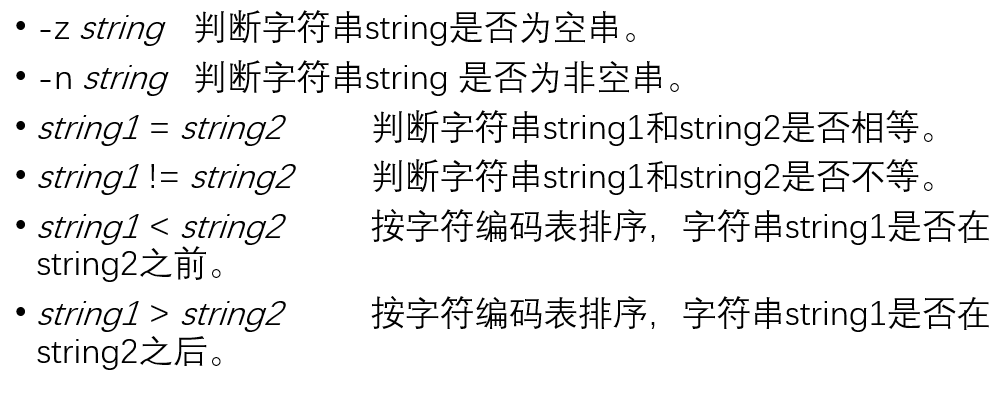 • -z string 判断字符串string是否为空串。
• -n string 判断字符串string 是否为非空串。
• string1 = string2 判断字符串string1和string2是否相等。
• string1 != string2 判断字符串string1和string2是否不等。
• string1 < string2 按字符编码表排序，字符串string1是否在
string2之前。
• string1 > string2 按字符编码表排序，字符串string1是否在
string2之后。